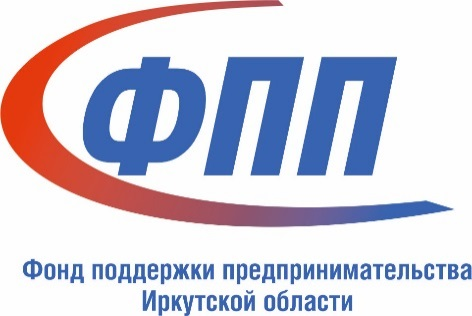 ФПП
Фонд поддержки предпринимательства
Иркутской области